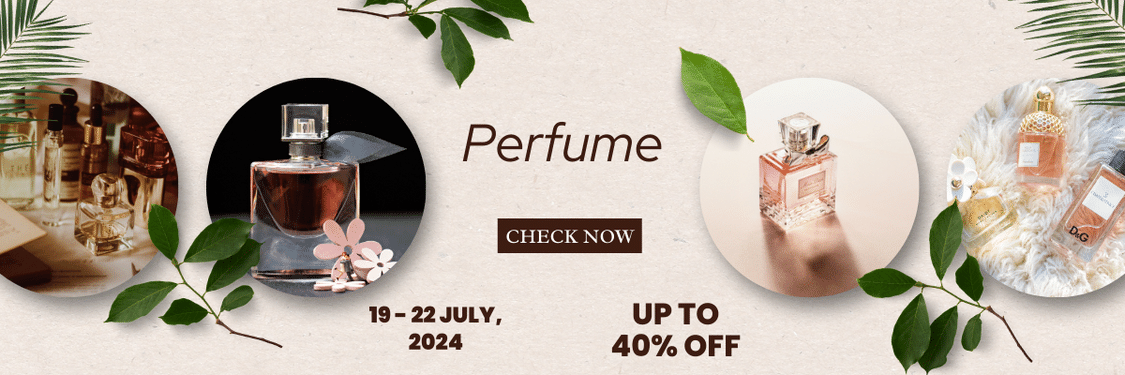 Perfume
CHECK NOW
19 - 22 JULY,
2024
UP TO
40% OFF
D&G